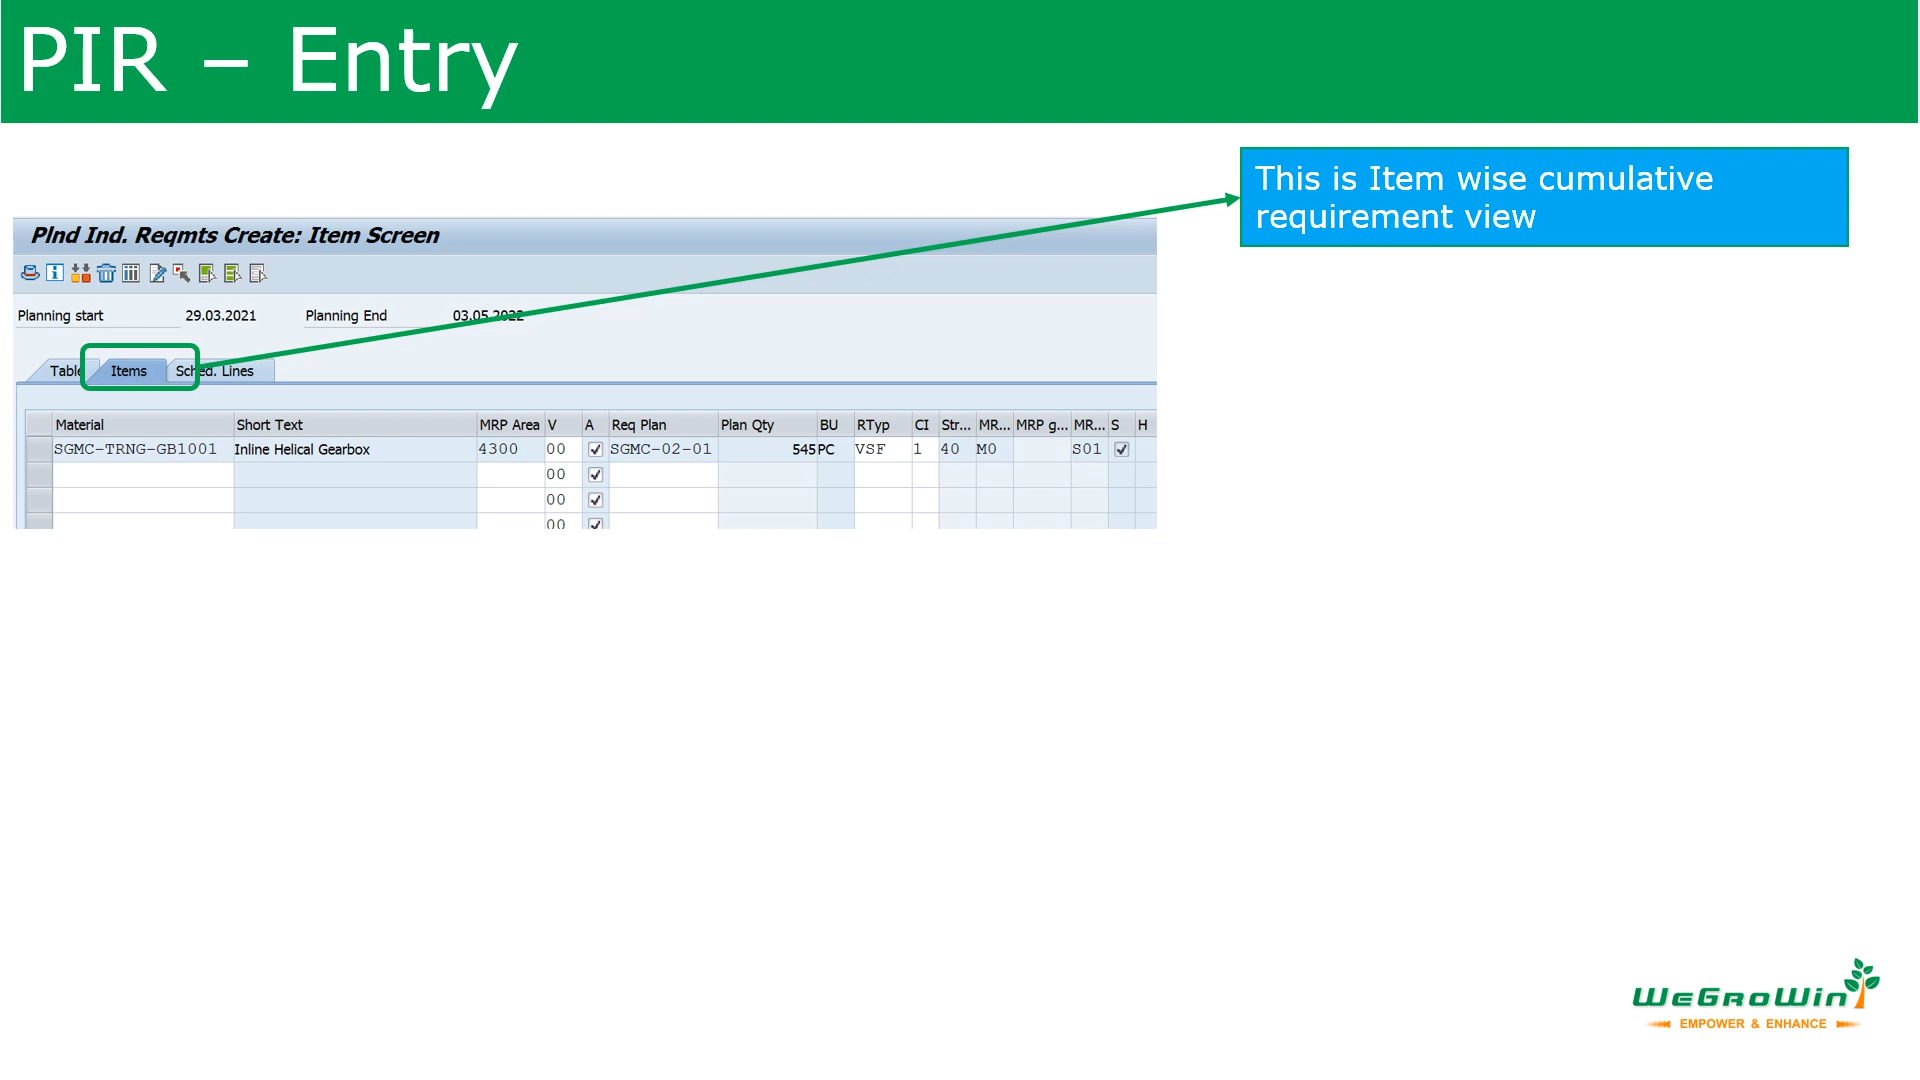 PIR – Entry
This is Item wise cumulative
requirement view
Plnd Ind. Reqmts Create: Item Screen
Planning start 29.03.2021 Planning End 03.05.2022
Table Items Sched. Lines
Material Short Text MRP Area V A Req Plan Plan Qty BU RTyp CI Str... MR... MRP g... MR... S H
SGMC-TRNG-GB1001 Inline Helical Gearbox 4300 00 SGMC-02-01 545 PC VSF 1 40 M0 S01
00
00
00
WeGroWin
EMPOWER & ENHANCE